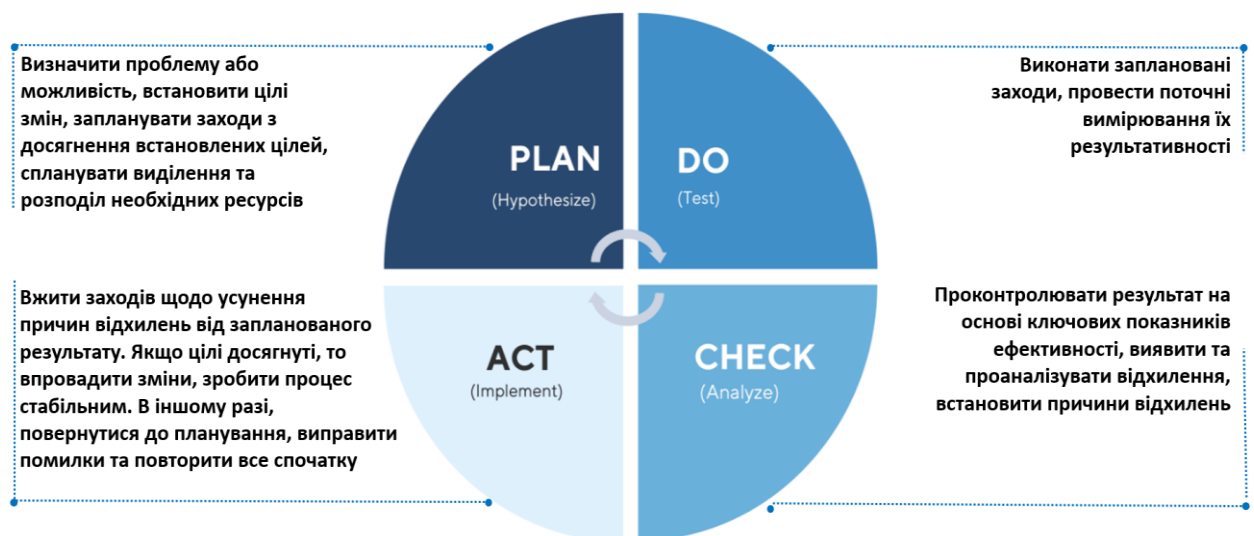 Визначити проблему або
можливість, встановити цілі
змін, запланувати заходи з
досягнення встановлених цілей,
спланувати виділення та
розподіл необхідних ресурсів
PLAN
(Hypothesize)
DO
(Test)
Виконати заплановані
заходи, провести поточні
вимірювання їх
результативності
Вжити заходів щодо усунення
причин відхилень від запланованого
результату. Якщо цілі досягнуті, то
впровадити зміни, зробити процес
стабільним. В іншому разі,
повернутися до планування, виправити
помилки та повторити все спочатку
ACT
(Implement)
CHECK
(Analyze)
Проконтролювати результат на
основі ключових показників
ефективності, виявити та
проаналізувати відхилення,
встановити причини відхилень